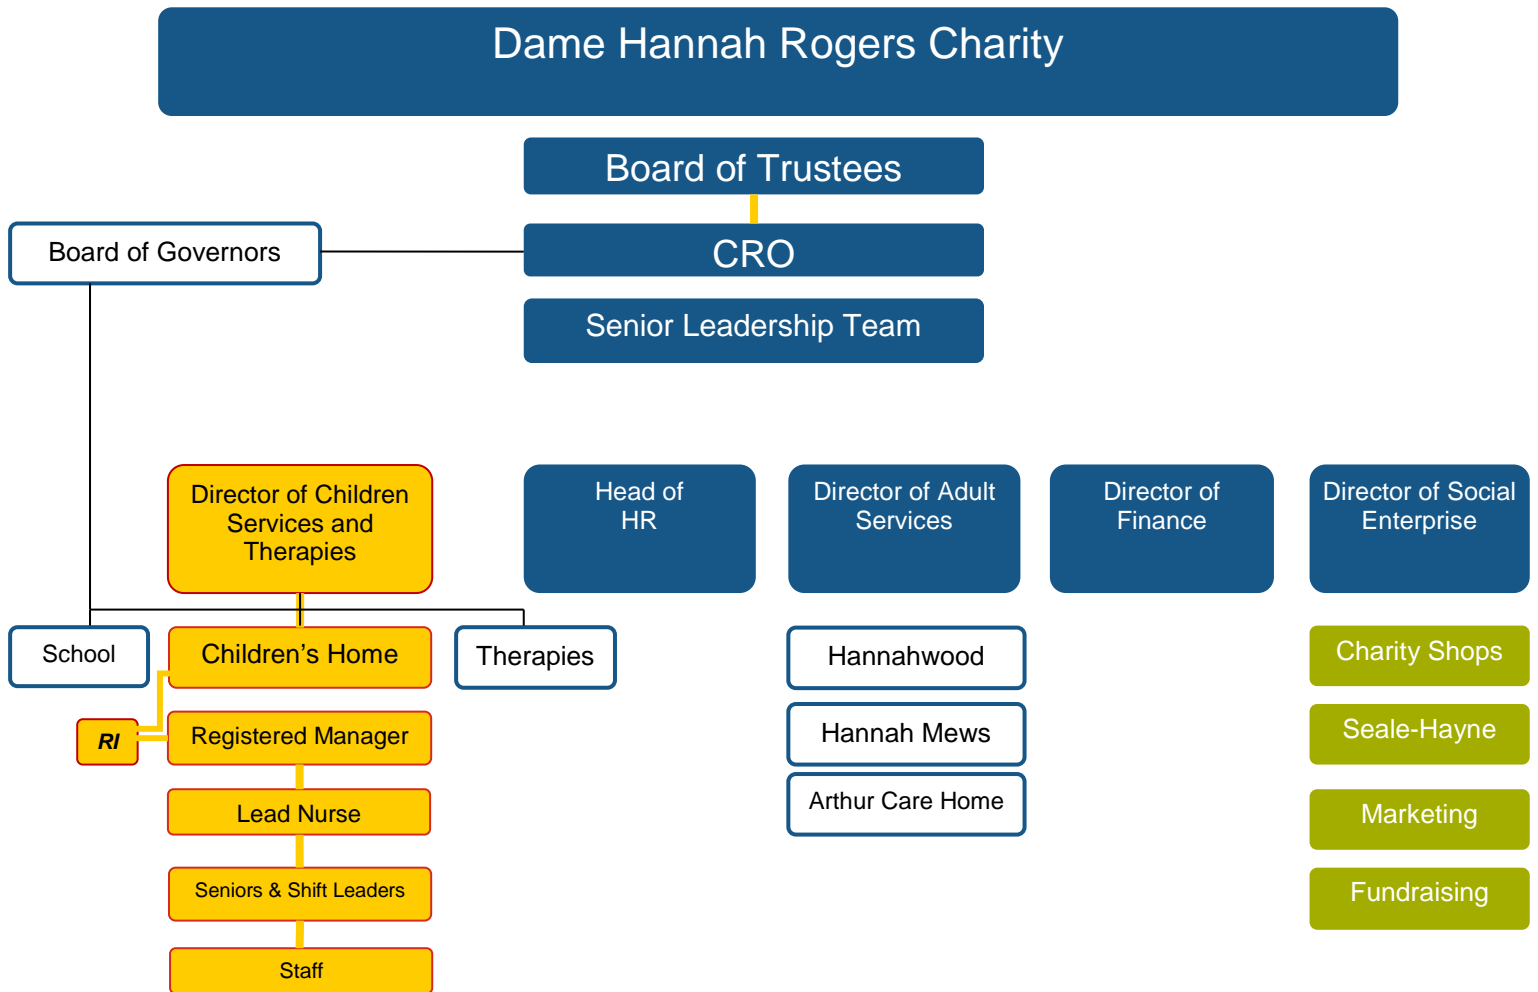 Dame Hannah Rogers Charity
Board of Trustees
Board of Governors
CRO
Senior Leadership Team
Director of Children
Services and
Therapies
Head of
HR
Director of Adult
Services
Director of
Finance
Director of Social
Enterprise
School
Children's Home
Therapies
Hannahwood
Charity Shops
RI
Registered Manager
Hannah Mews
Seale-Hayne
Lead Nurse
Arthur Care Home
Marketing
Seniors & Shift Leaders
Fundraising
Staff